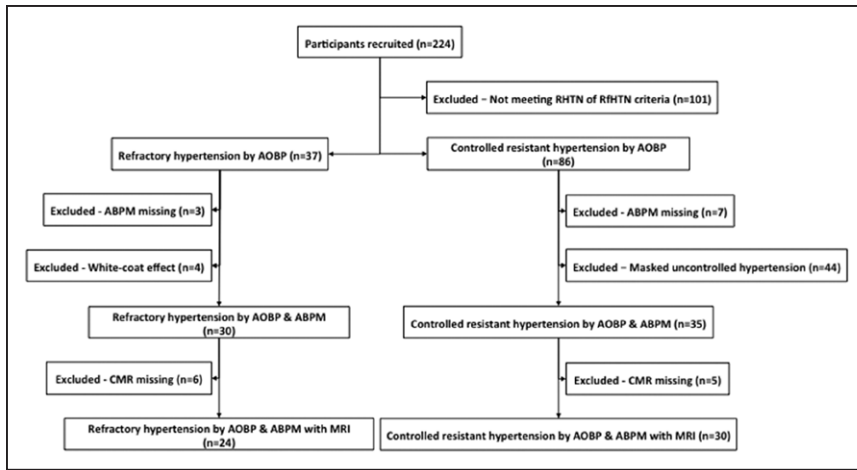 Participants recruited (n=224)
Excluded – Not meeting RHTN of RfHTN criteria (n=101)
Refractory hypertension by AOBP (n=37)
Controlled resistant hypertension by AOBP
(n=86)
Excluded - ABPM missing (n=3)
Excluded - ABPM missing (n=7)
Excluded - White-coat effect (n=4)
Excluded – Masked uncontrolled hypertension (n=44)
Refractory hypertension by AOBP & ABPM
(n=30)
Controlled resistant hypertension by AOBP & ABPM (n=35)
Excluded - CMR missing (n=6)
Excluded - CMR missing (n=5)
Refractory hypertension by AOBP & ABPM with MRI
(n=24)
Controlled resistant hypertension by AOBP & ABPM with MRI (n=30)